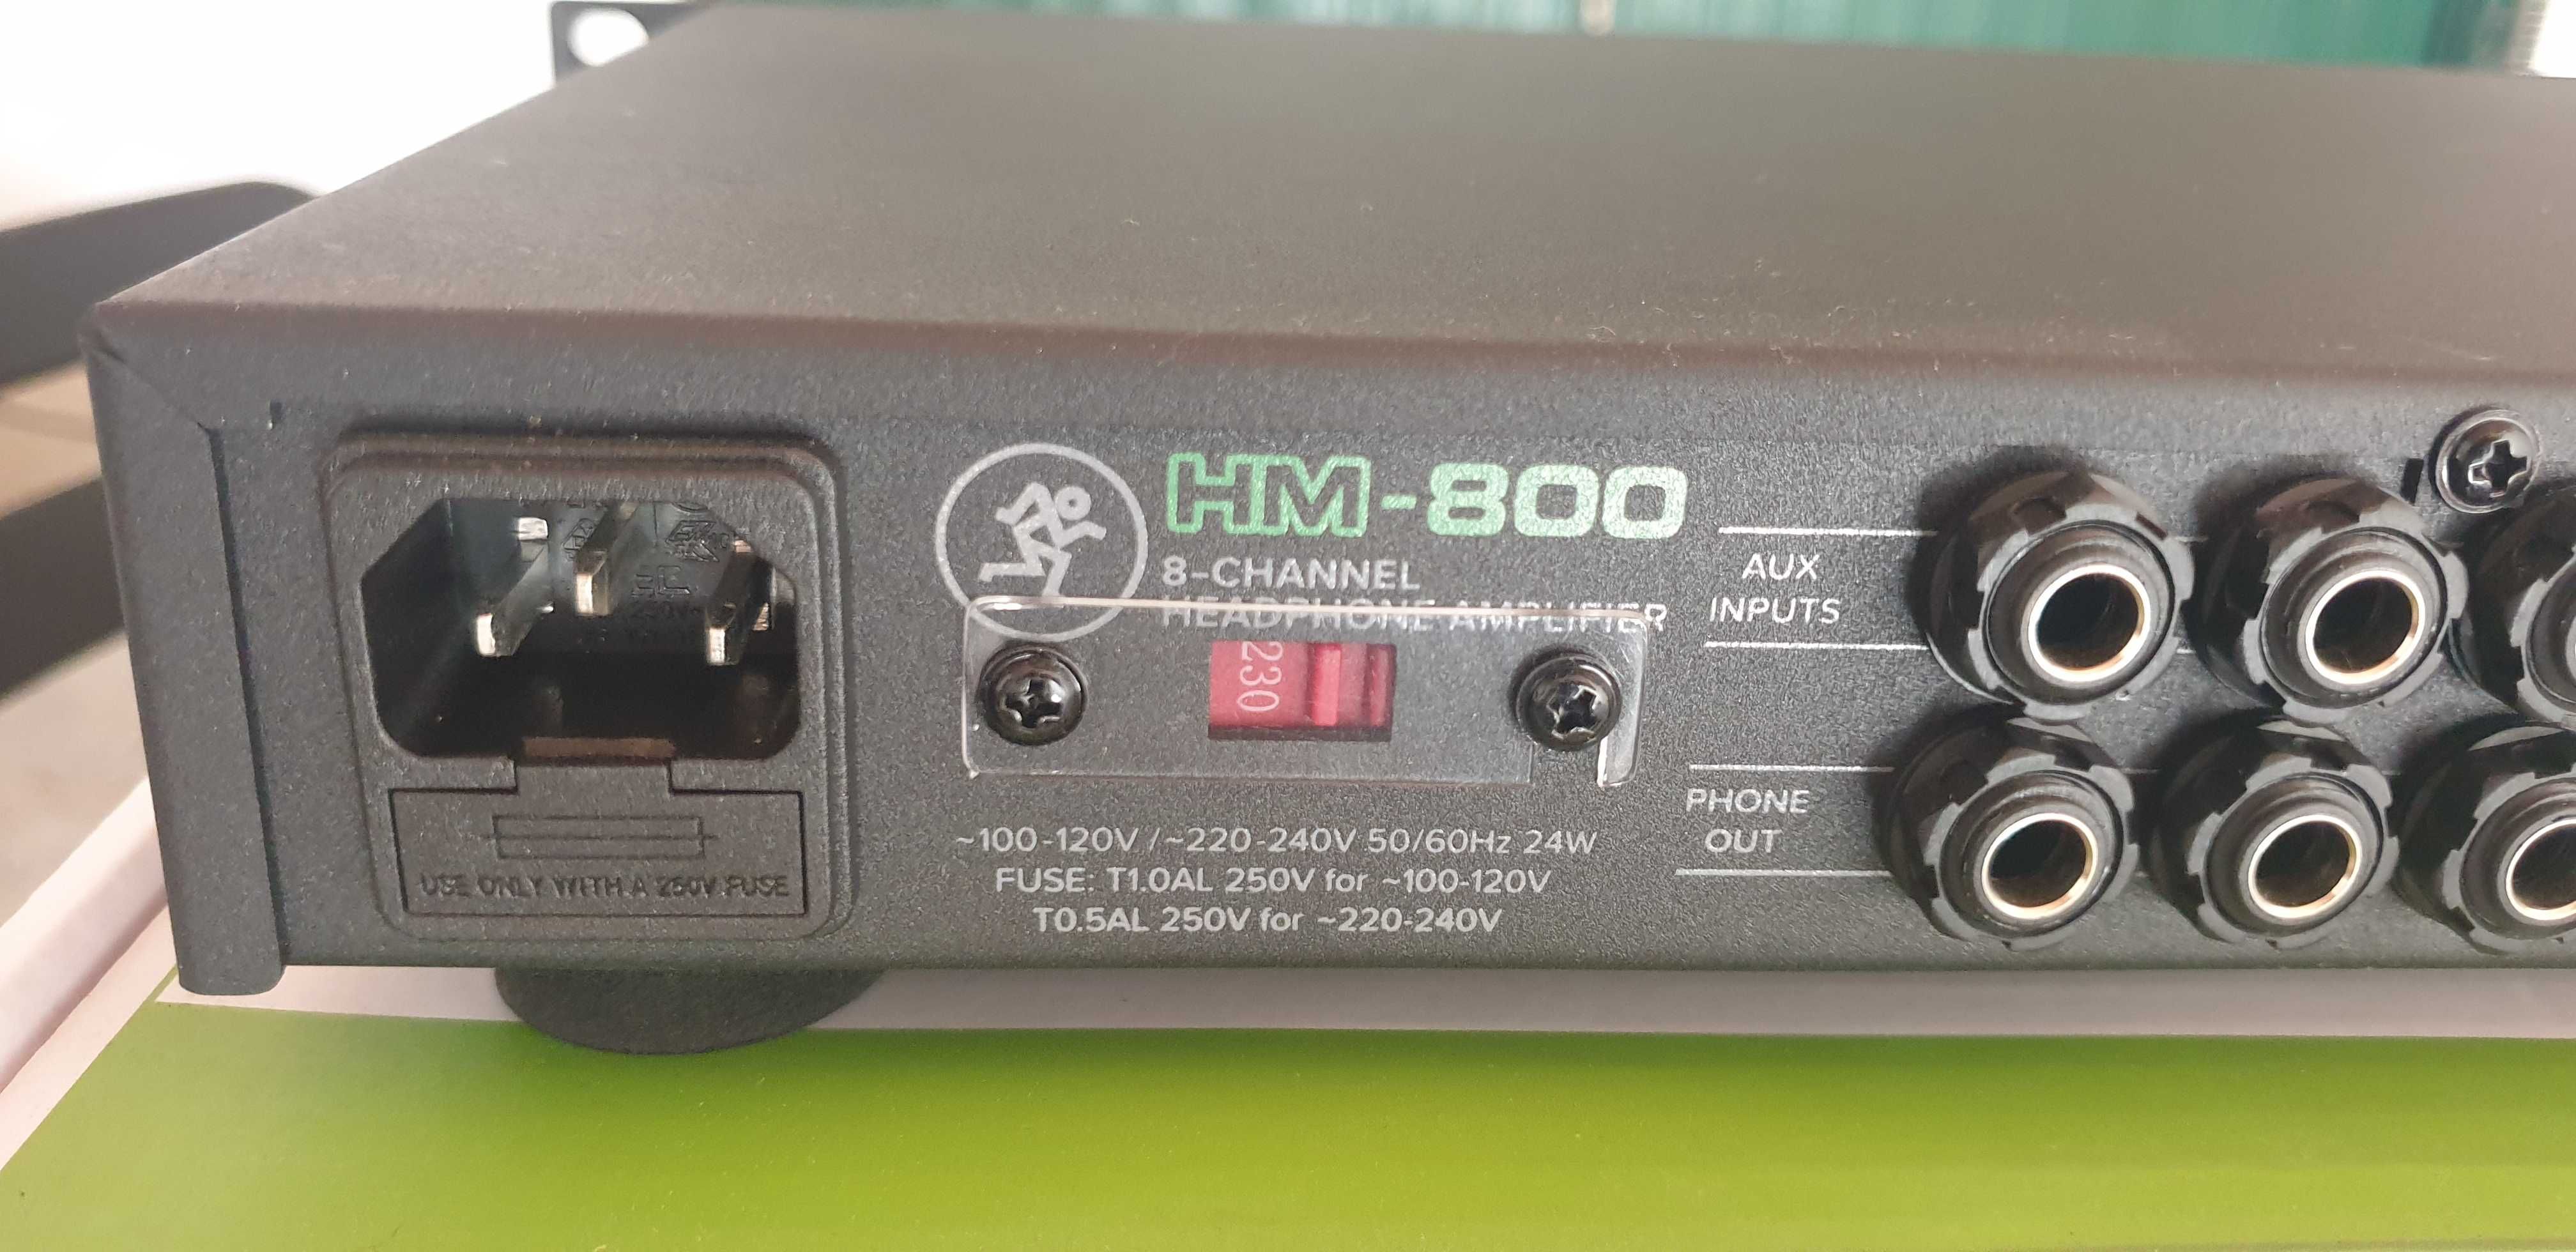 HM-800
8-CHANNEL
HEADPHONE AMPLIFIER
230
AUX
INPUTS
PHONE
OUT
~100-120V / ~220-240V 50/60Hz 24W
FUSE: T1.0AL 250V for ~100-120V
T0.5AL 250V for ~220-240V
USE ONLY WITH A 250V FUSE